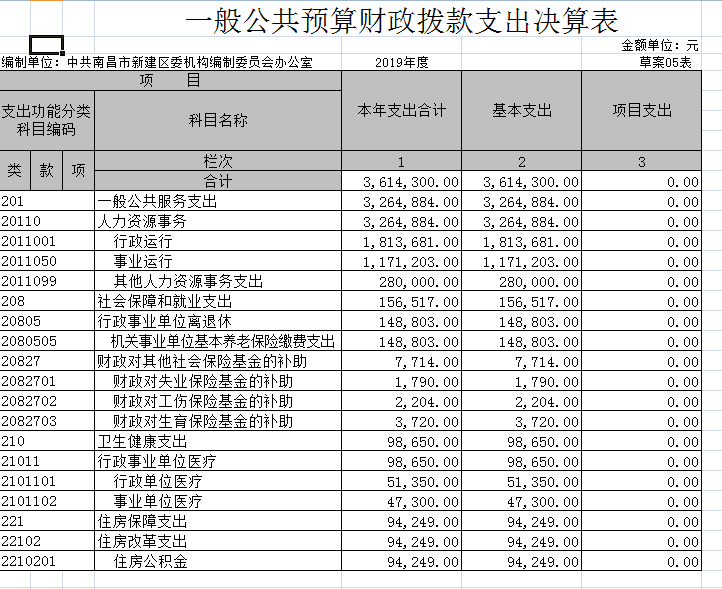 一般公共预算财政拨款支出决算表
金额单位：元
编制单位：中共南昌市新建区委机构编制委员会办公室 2019年度 草案05表
项 目 本年支出合计 基本支出 项目支出
支出功能分类科目编码 科目名称
类 款 项 栏次 1 2 3
合计 3,614,300.00 3,614,300.00 0.00
201 一般公共服务支出 3,264,884.00 3,264,884.00 0.00
20110 人力资源事务 3,264,884.00 3,264,884.00 0.00
2011001 行政运行 1,813,681.00 1,813,681.00 0.00
2011050 事业运行 1,171,203.00 1,171,203.00 0.00
2011099 其他人力资源事务支出 280,000.00 280,000.00 0.00
208 社会保障和就业支出 156,517.00 156,517.00 0.00
20805 行政事业单位离退休 148,803.00 148,803.00 0.00
2080505 机关事业单位基本养老保险缴费支出 148,803.00 148,803.00 0.00
20827 财政对其他社会保险基金的补助 7,714.00 7,714.00 0.00
2082701 财政对失业保险基金的补助 1,790.00 1,790.00 0.00
2082702 财政对工伤保险基金的补助 2,204.00 2,204.00 0.00
2082703 财政对生育保险基金的补助 3,720.00 3,720.00 0.00
210 卫生健康支出 98,650.00 98,650.00 0.00
21011 行政事业单位医疗 98,650.00 98,650.00 0.00
2101101 行政单位医疗 51,350.00 51,350.00 0.00
2101102 事业单位医疗 47,300.00 47,300.00 0.00
221 住房保障支出 94,249.00 94,249.00 0.00
22102 住房改革支出 94,249.00 94,249.00 0.00
2210201 住房公积金 94,249.00 94,249.00 0.00